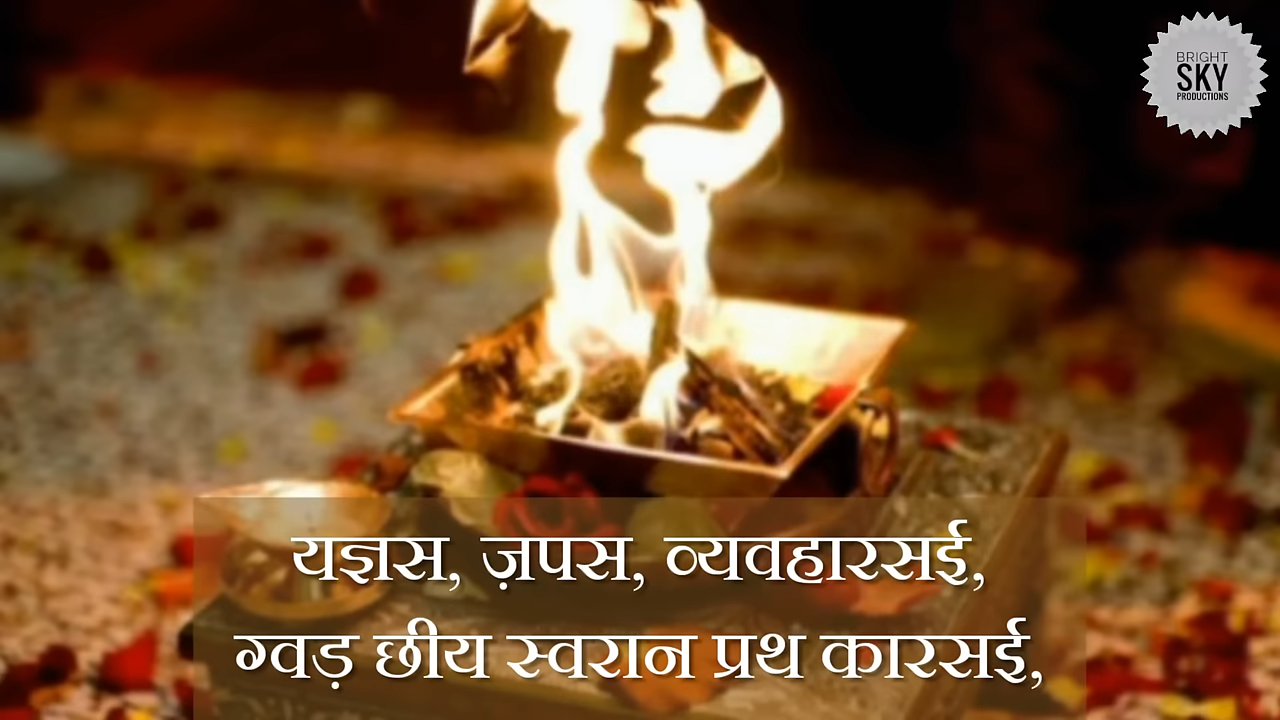 BRIGHT
SKY
PRODUCTIONS
यज्ञस, ज़पस, व्यवहारसई,
ग्वड़ छीय स्वरान प्रथ कारसई,